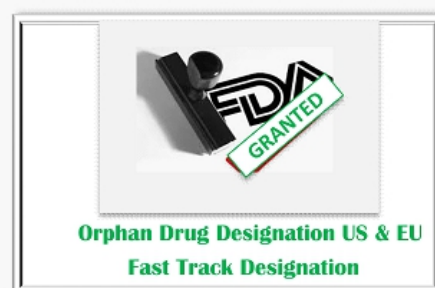 FDA
GRANTED
Orphan Drug Designation US & EU
Fast Track Designation